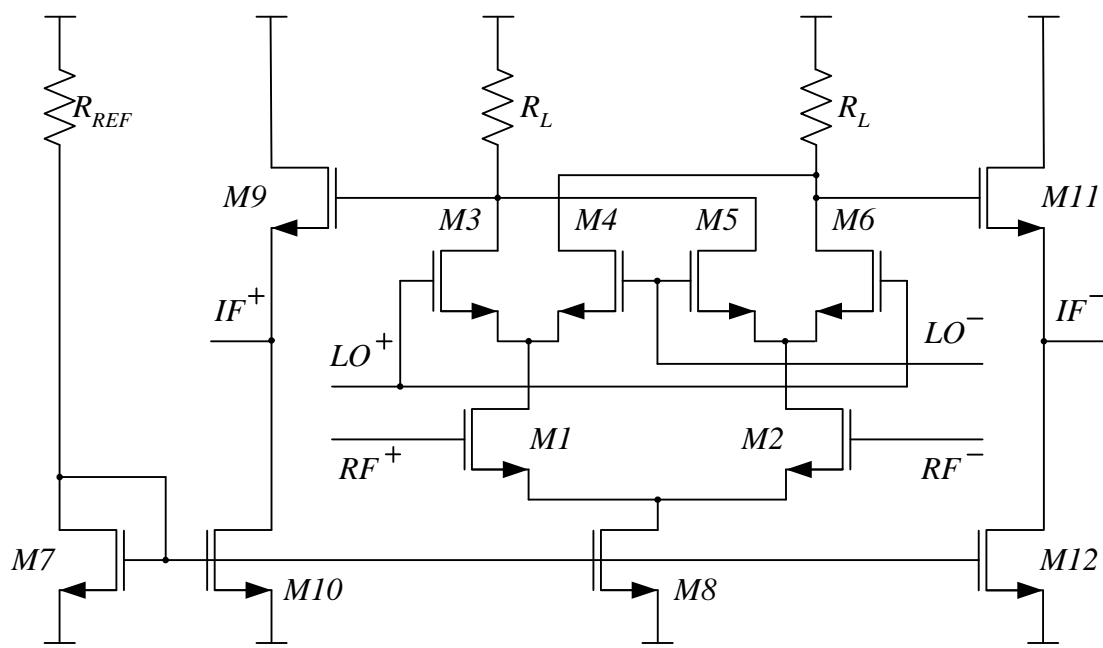 R_REF
R_L
R_L
M9
M3
M4
M5
M6
M11
IF^+
LO^+
LO^−
IF^−
RF^+
M1
M2
RF^−
M7
M10
M8
M12